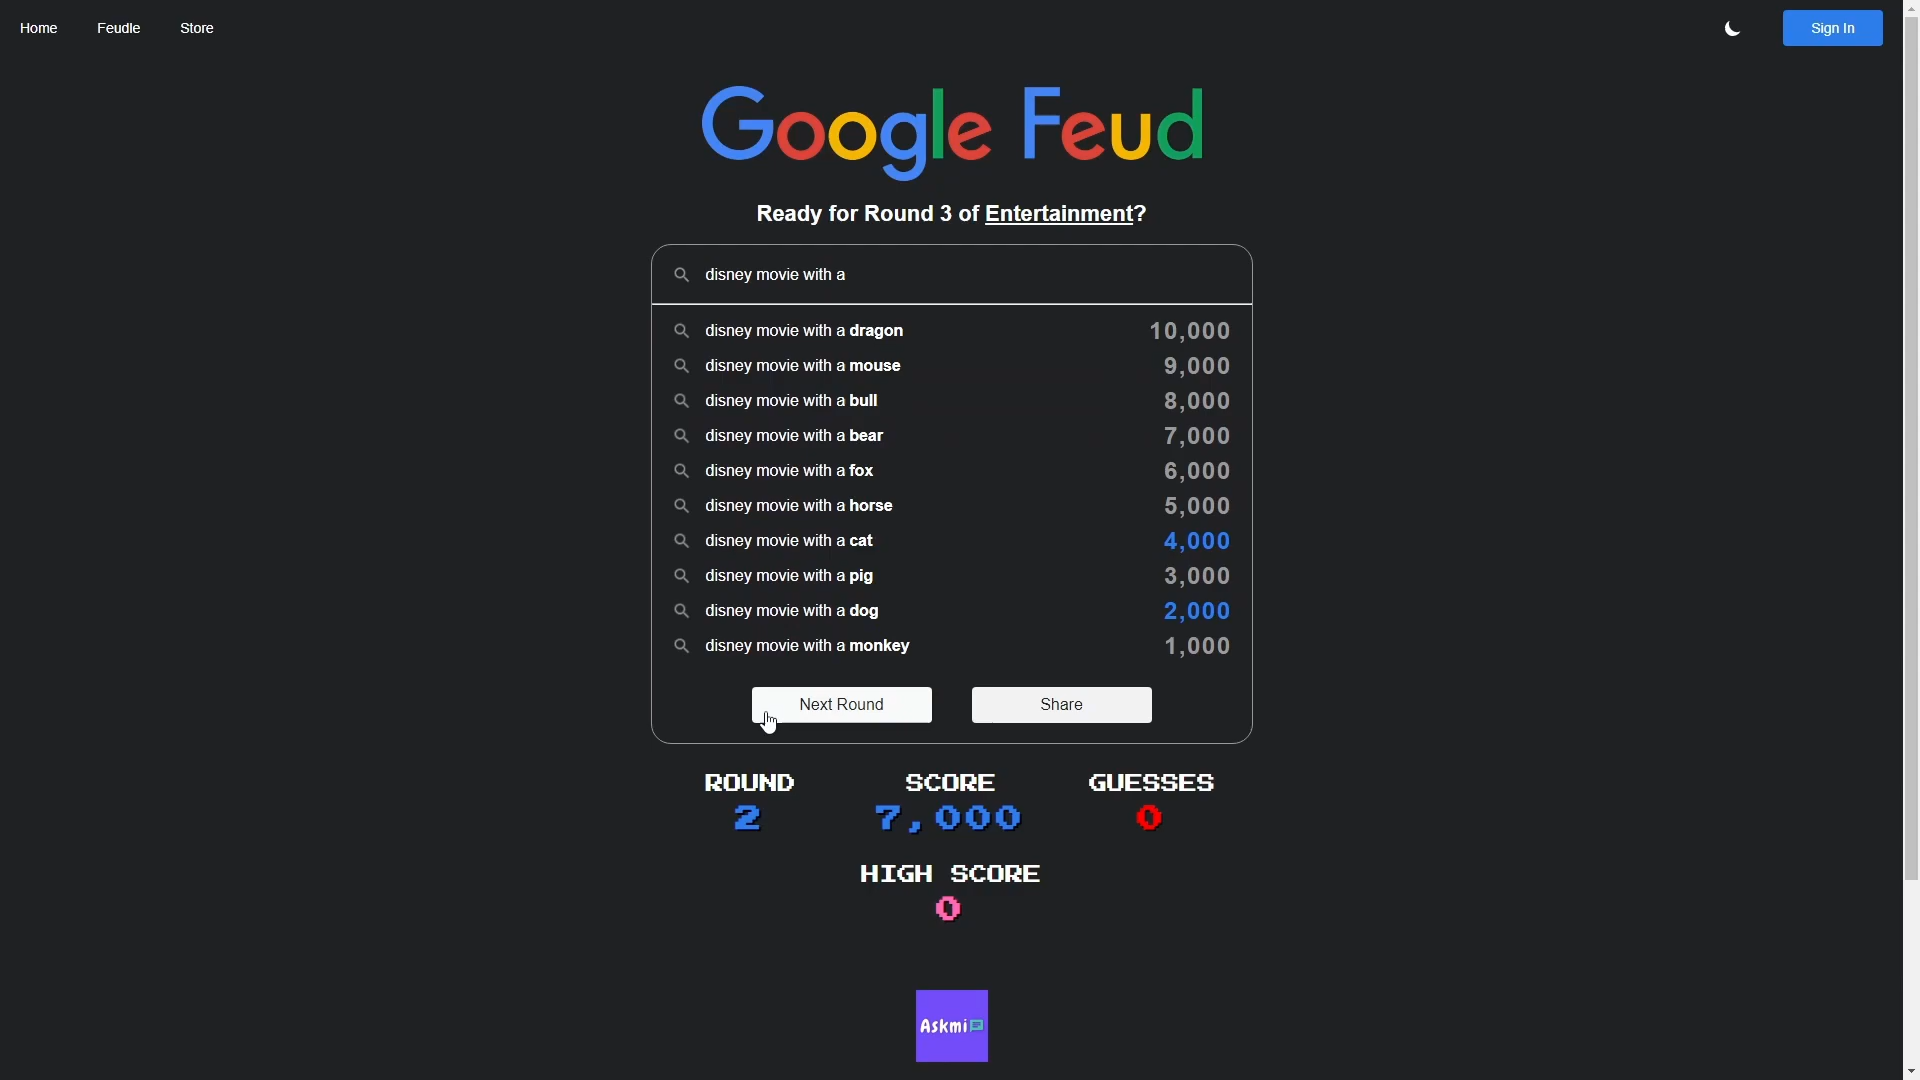 Home Feudle Store Sign In
Google Feud
Ready for Round 3 of Entertainment?
disney movie with a
disney movie with a dragon 10,000
disney movie with a mouse 9,000
disney movie with a bull 8,000
disney movie with a bear 7,000
disney movie with a fox 6,000
disney movie with a horse 5,000
disney movie with a cat 4,000
disney movie with a pig 3,000
disney movie with a dog 2,000
disney movie with a monkey 1,000
Next Round Share
ROUND SCORE GUESSES
2 7,000 0
HIGH SCORE
0
Askmi